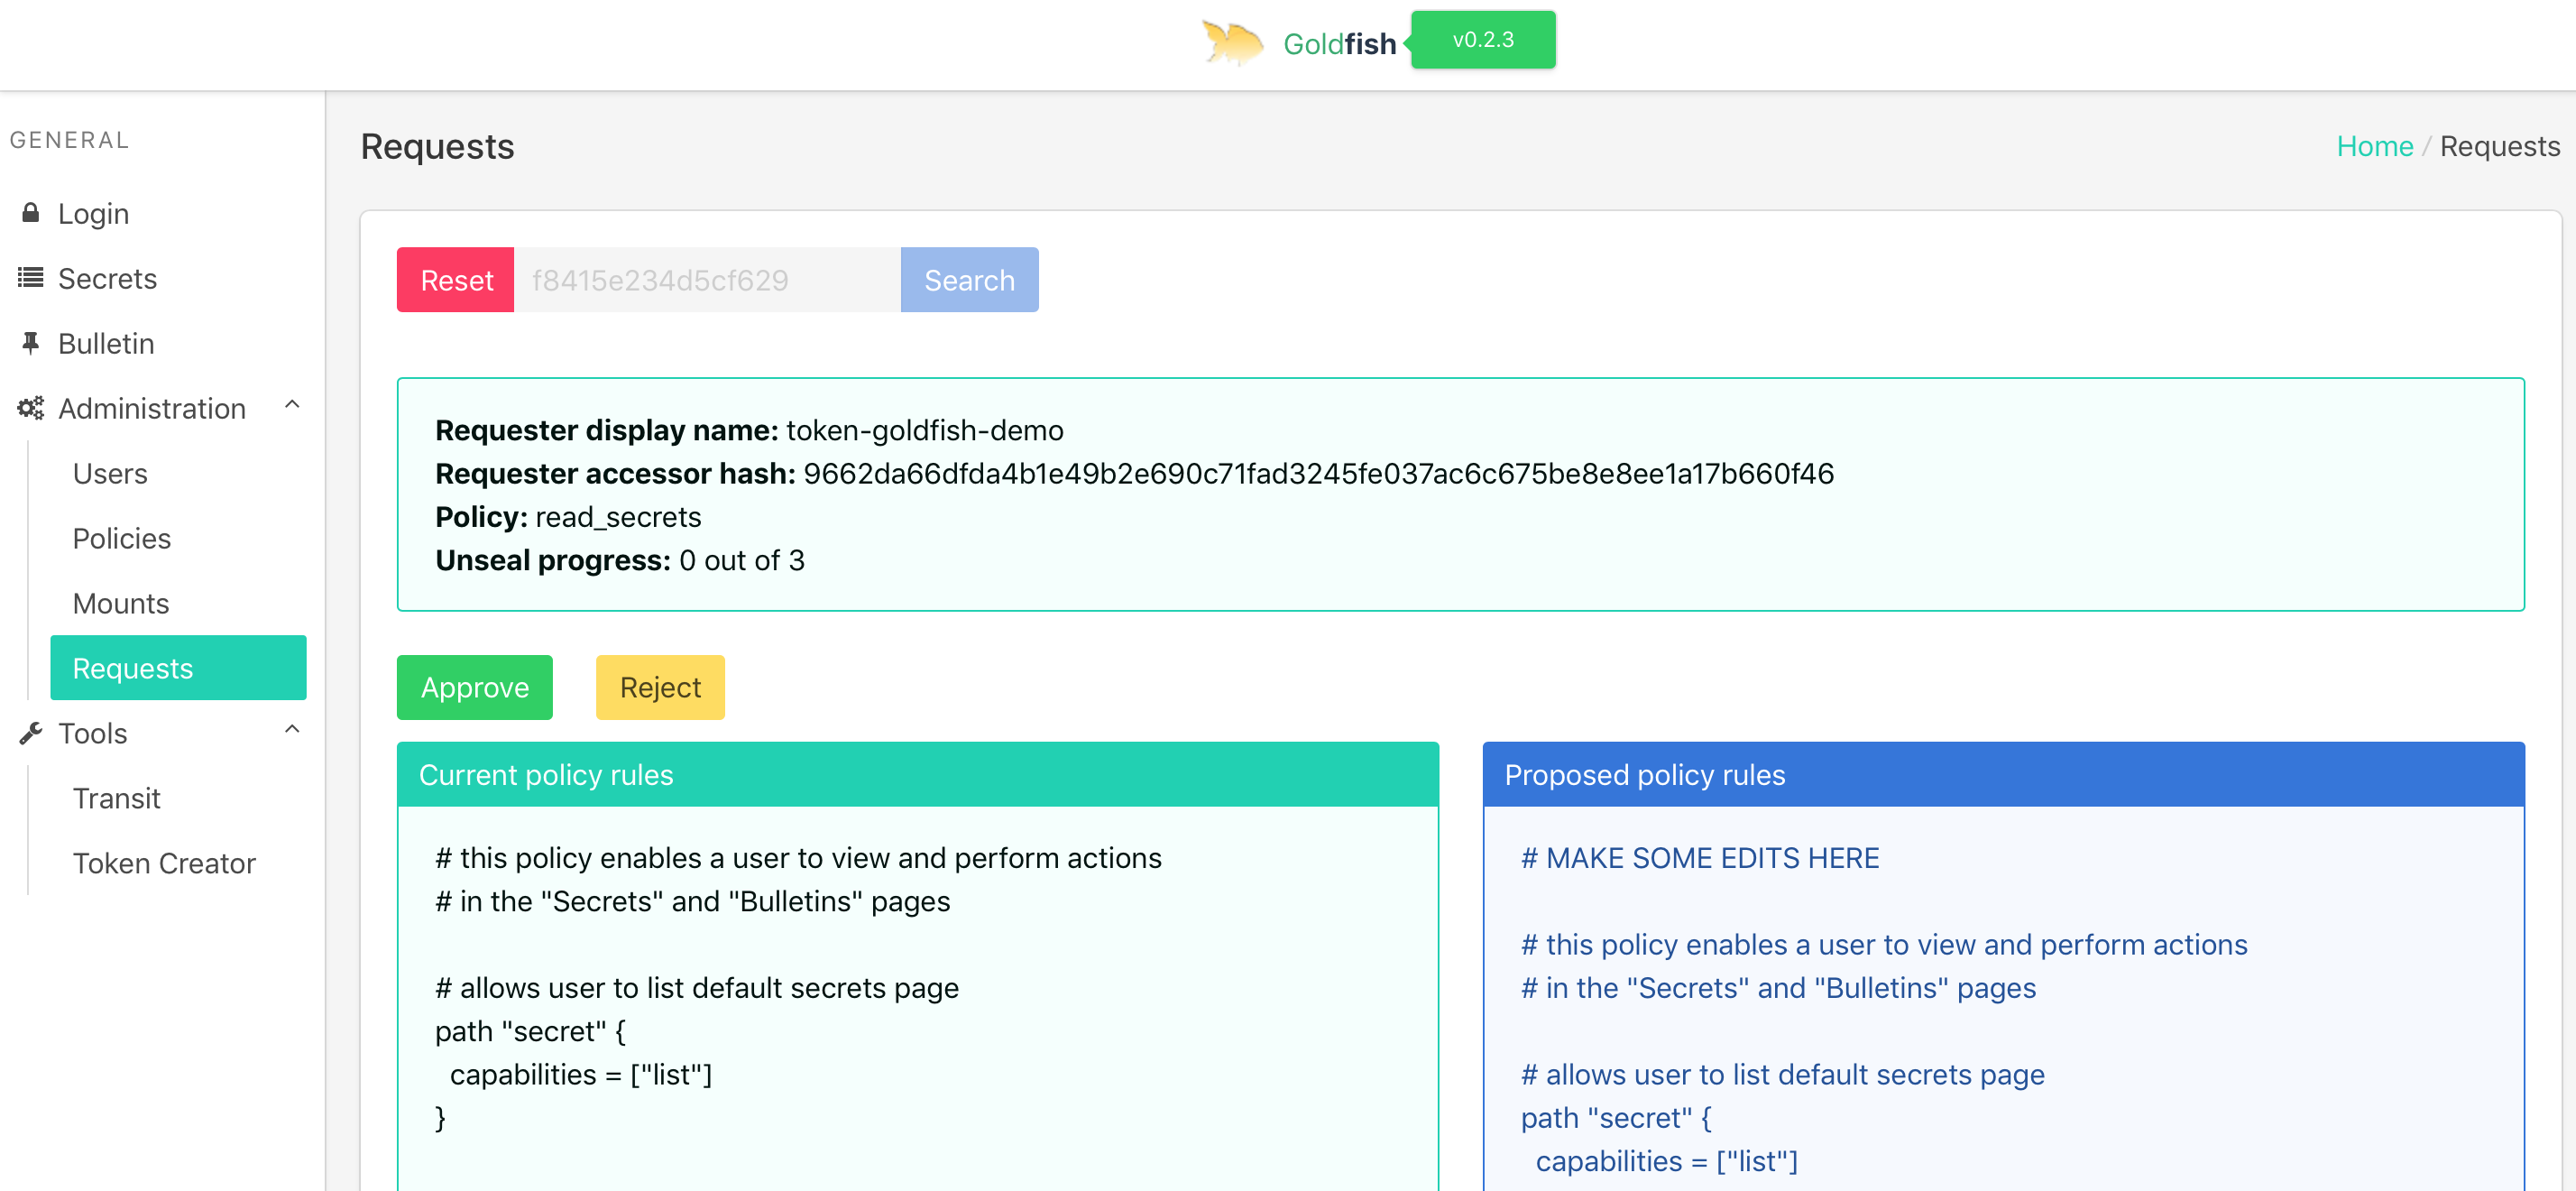 Goldfish v0.2.3
GENERAL
Login
Secrets
Bulletin
Administration
Users
Policies
Mounts
Requests
Tools
Transit
Token Creator
Requests
Home / Requests
Reset f8415e234d5cf629 Search
Requester display name: token-goldfish-demo
Requester accessor hash: 9662da66dfda4b1e49b2e690c71fad3245fe037ac6c675be8e8ee1a17b660f46
Policy: read_secrets
Unseal progress: 0 out of 3
Approve Reject
Current policy rules
# this policy enables a user to view and perform actions
# in the "Secrets" and "Bulletins" pages
# allows user to list default secrets page
path "secret" {
capabilities = ["list"]
}
Proposed policy rules
# MAKE SOME EDITS HERE
# this policy enables a user to view and perform actions
# in the "Secrets" and "Bulletins" pages
# allows user to list default secrets page
path "secret" {
capabilities = ["list"]